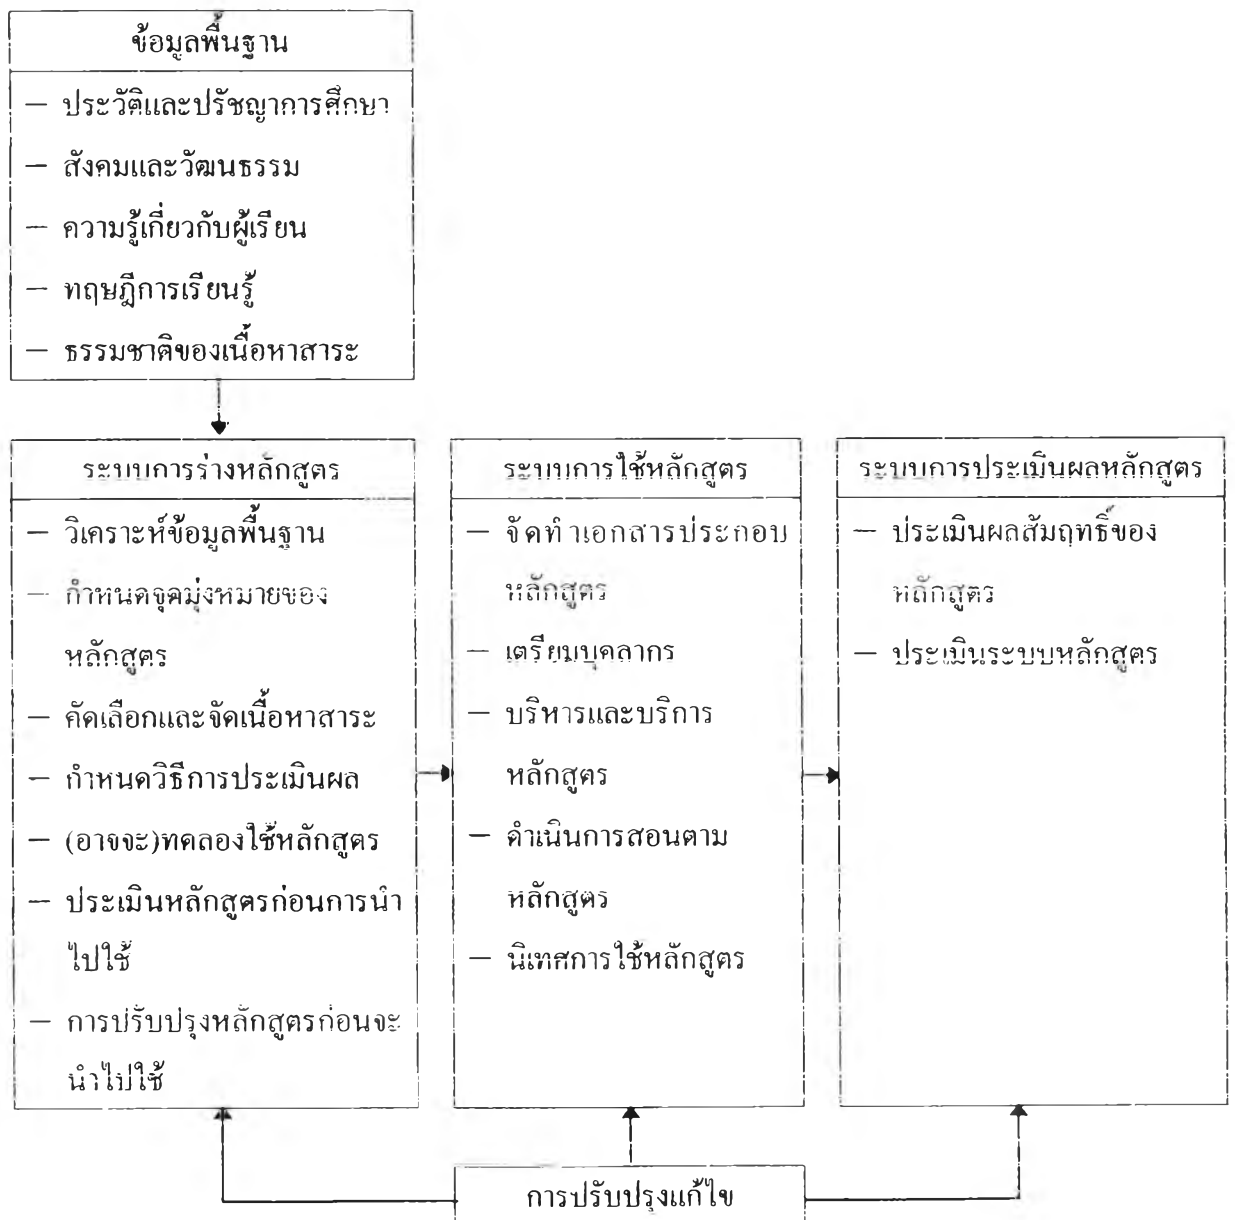 ข้อมูลพื้นฐาน
— ประวัติและปรัชญาการศึกษา
— สังคมและวัฒนธรรม
— ความรู้เกี่ยวกับผู้เรียน
— ทฤษฎีการเรียนรู้
— ธรรมชาติของเนื้อหาสาระ
ระบบการร่างหลักสูตร
— วิเคราะห์ข้อมูลพื้นฐาน
— กำหนดจุดมุ่งหมายของ
หลักสูตร
— คัดเลือกและจัดเนื้อหาสาระ
— กำหนดวิธีการประเมินผล
— (อาจจะ)ทดลองใช้หลักสูตร
— ประเมินหลักสูตรก่อนการนำ
ไปใช้
— การปรับปรุงหลักสูตรก่อนจะ
นำไปใช้
ระบบการใช้หลักสูตร
— จัดทำเอกสารประกอบ
หลักสูตร
— เตรียมบุคลากร
— บริหารและบริการ
หลักสูตร
— ดำเนินการสอนตาม
หลักสูตร
— นิเทศการใช้หลักสูตร
ระบบการประเมินผลหลักสูตร
— ประเมินผลสัมฤทธิ์ของ
หลักสูตร
— ประเมินระบบหลักสูตร
การปรับปรุงแก้ไข